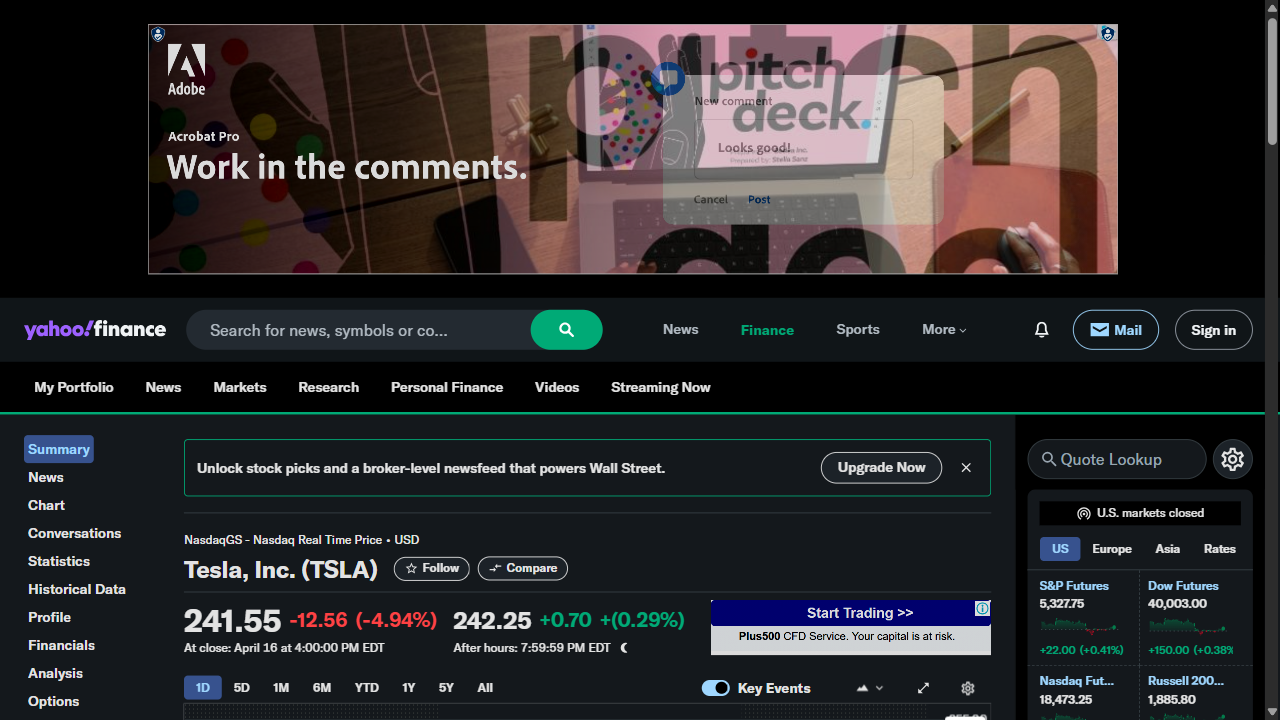 Adobe
Acrobat Pro
Work in the comments.
pitch
deck.
New comment
Looks good!
Prepared by: Stella Sanz
Cancel Post
yahoo!finance
Search for news, symbols or co...
News Finance Sports More
Mail
Sign in
My Portfolio News Markets Research Personal Finance Videos Streaming Now
Summary
News
Chart
Conversations
Statistics
Historical Data
Profile
Financials
Analysis
Options
Unlock stock picks and a broker-level newsfeed that powers Wall Street.
Upgrade Now
NasdaqGS - Nasdaq Real Time Price • USD
Tesla, Inc. (TSLA)
Follow
Compare
241.55 -12.56 (-4.94%)
At close: April 16 at 4:00:00 PM EDT
242.25 +0.70 +(0.29%)
After hours: 7:59:59 PM EDT
Start Trading >>
Plus500 CFD Service. Your capital is at risk.
1D 5D 1M 6M YTD 1Y 5Y All
Key Events
Quote Lookup
U.S. markets closed
US Europe Asia Rates
S&P Futures
5,327.75
+22.00 (+0.41%)
Dow Futures
40,003.00
+150.00 (+0.38%
Nasdaq Fut...
18,473.25
Russell 200...
1,885.80